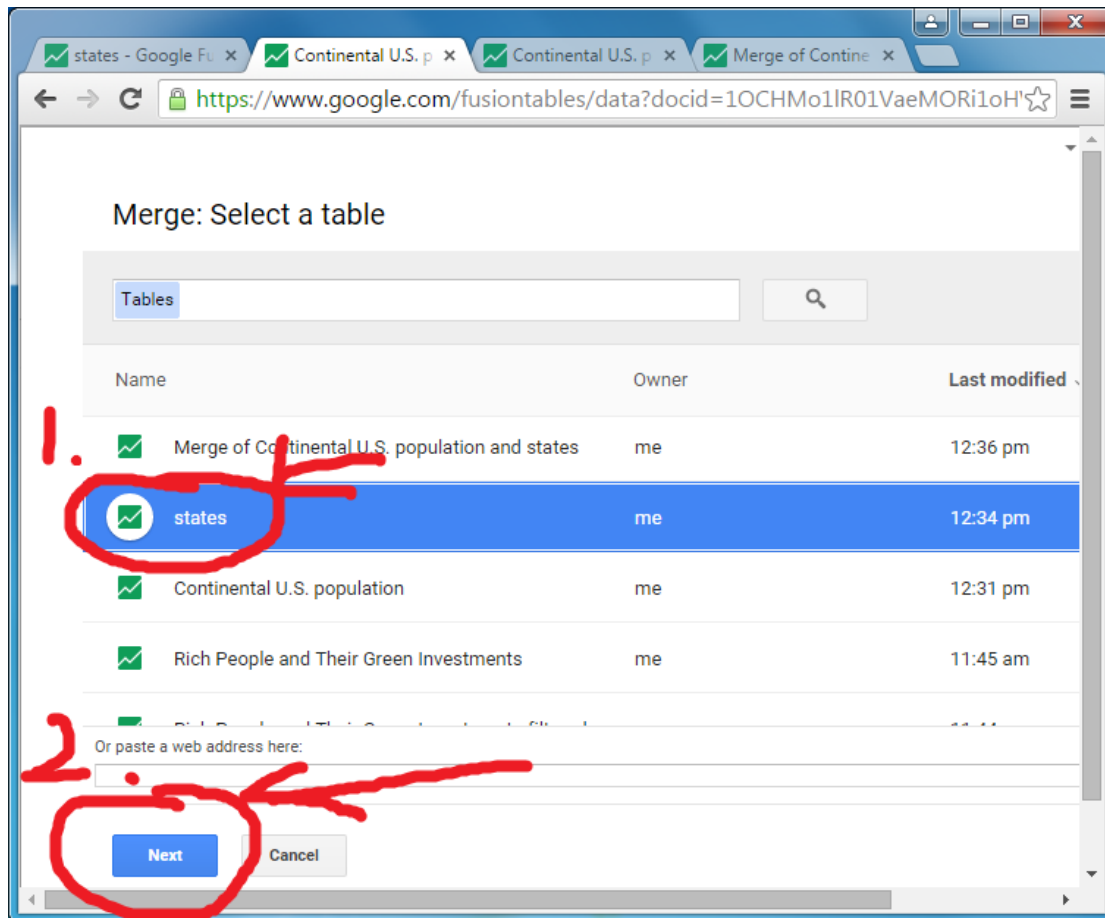 states - Google Fu
Continental U.S. p
Continental U.S. p
Merge of Contine
https://www.google.com/fusiontables/data?docid=1OCHMo1lR01VaeMORi1oH
Merge: Select a table
Tables
Name Owner Last modified
1.
Merge of Continental U.S. population and states me 12:36 pm
states me 12:34 pm
Continental U.S. population me 12:31 pm
Rich People and Their Green Investments me 11:45 am
2.
Or paste a web address here:
Next Cancel